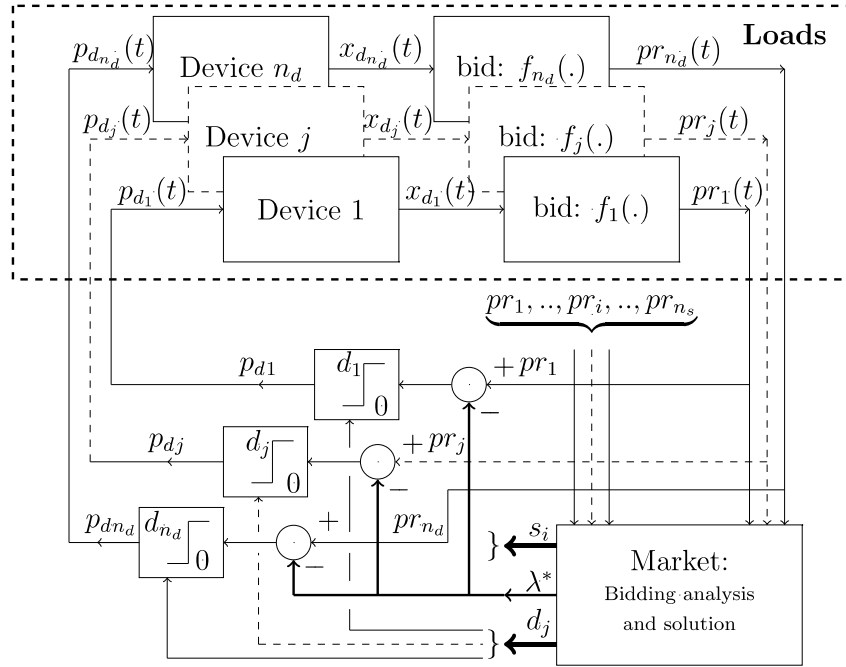 Loads
p_{d_{n_d}}(t) Device n_d x_{d_{n_d}}(t) bid: f_{n_d}(.) pr_{n_d}(t)
p_{d_j}(t) Device j x_{d_j}(t) bid: f_j(.) pr_j(t)
p_{d_1}(t) Device 1 x_{d_1}(t) bid: f_1(.) pr_1(t)
pr_1, .., pr_i, .., pr_{n_s}
p_{d1} d_1 0 + pr_1 −
p_{dj} d_j 0 + pr_j −
p_{dn_d} d_{n_d} 0 + pr_{n_d} −
} s_i
λ*
} d_j
Market:
Bidding analysis
and solution